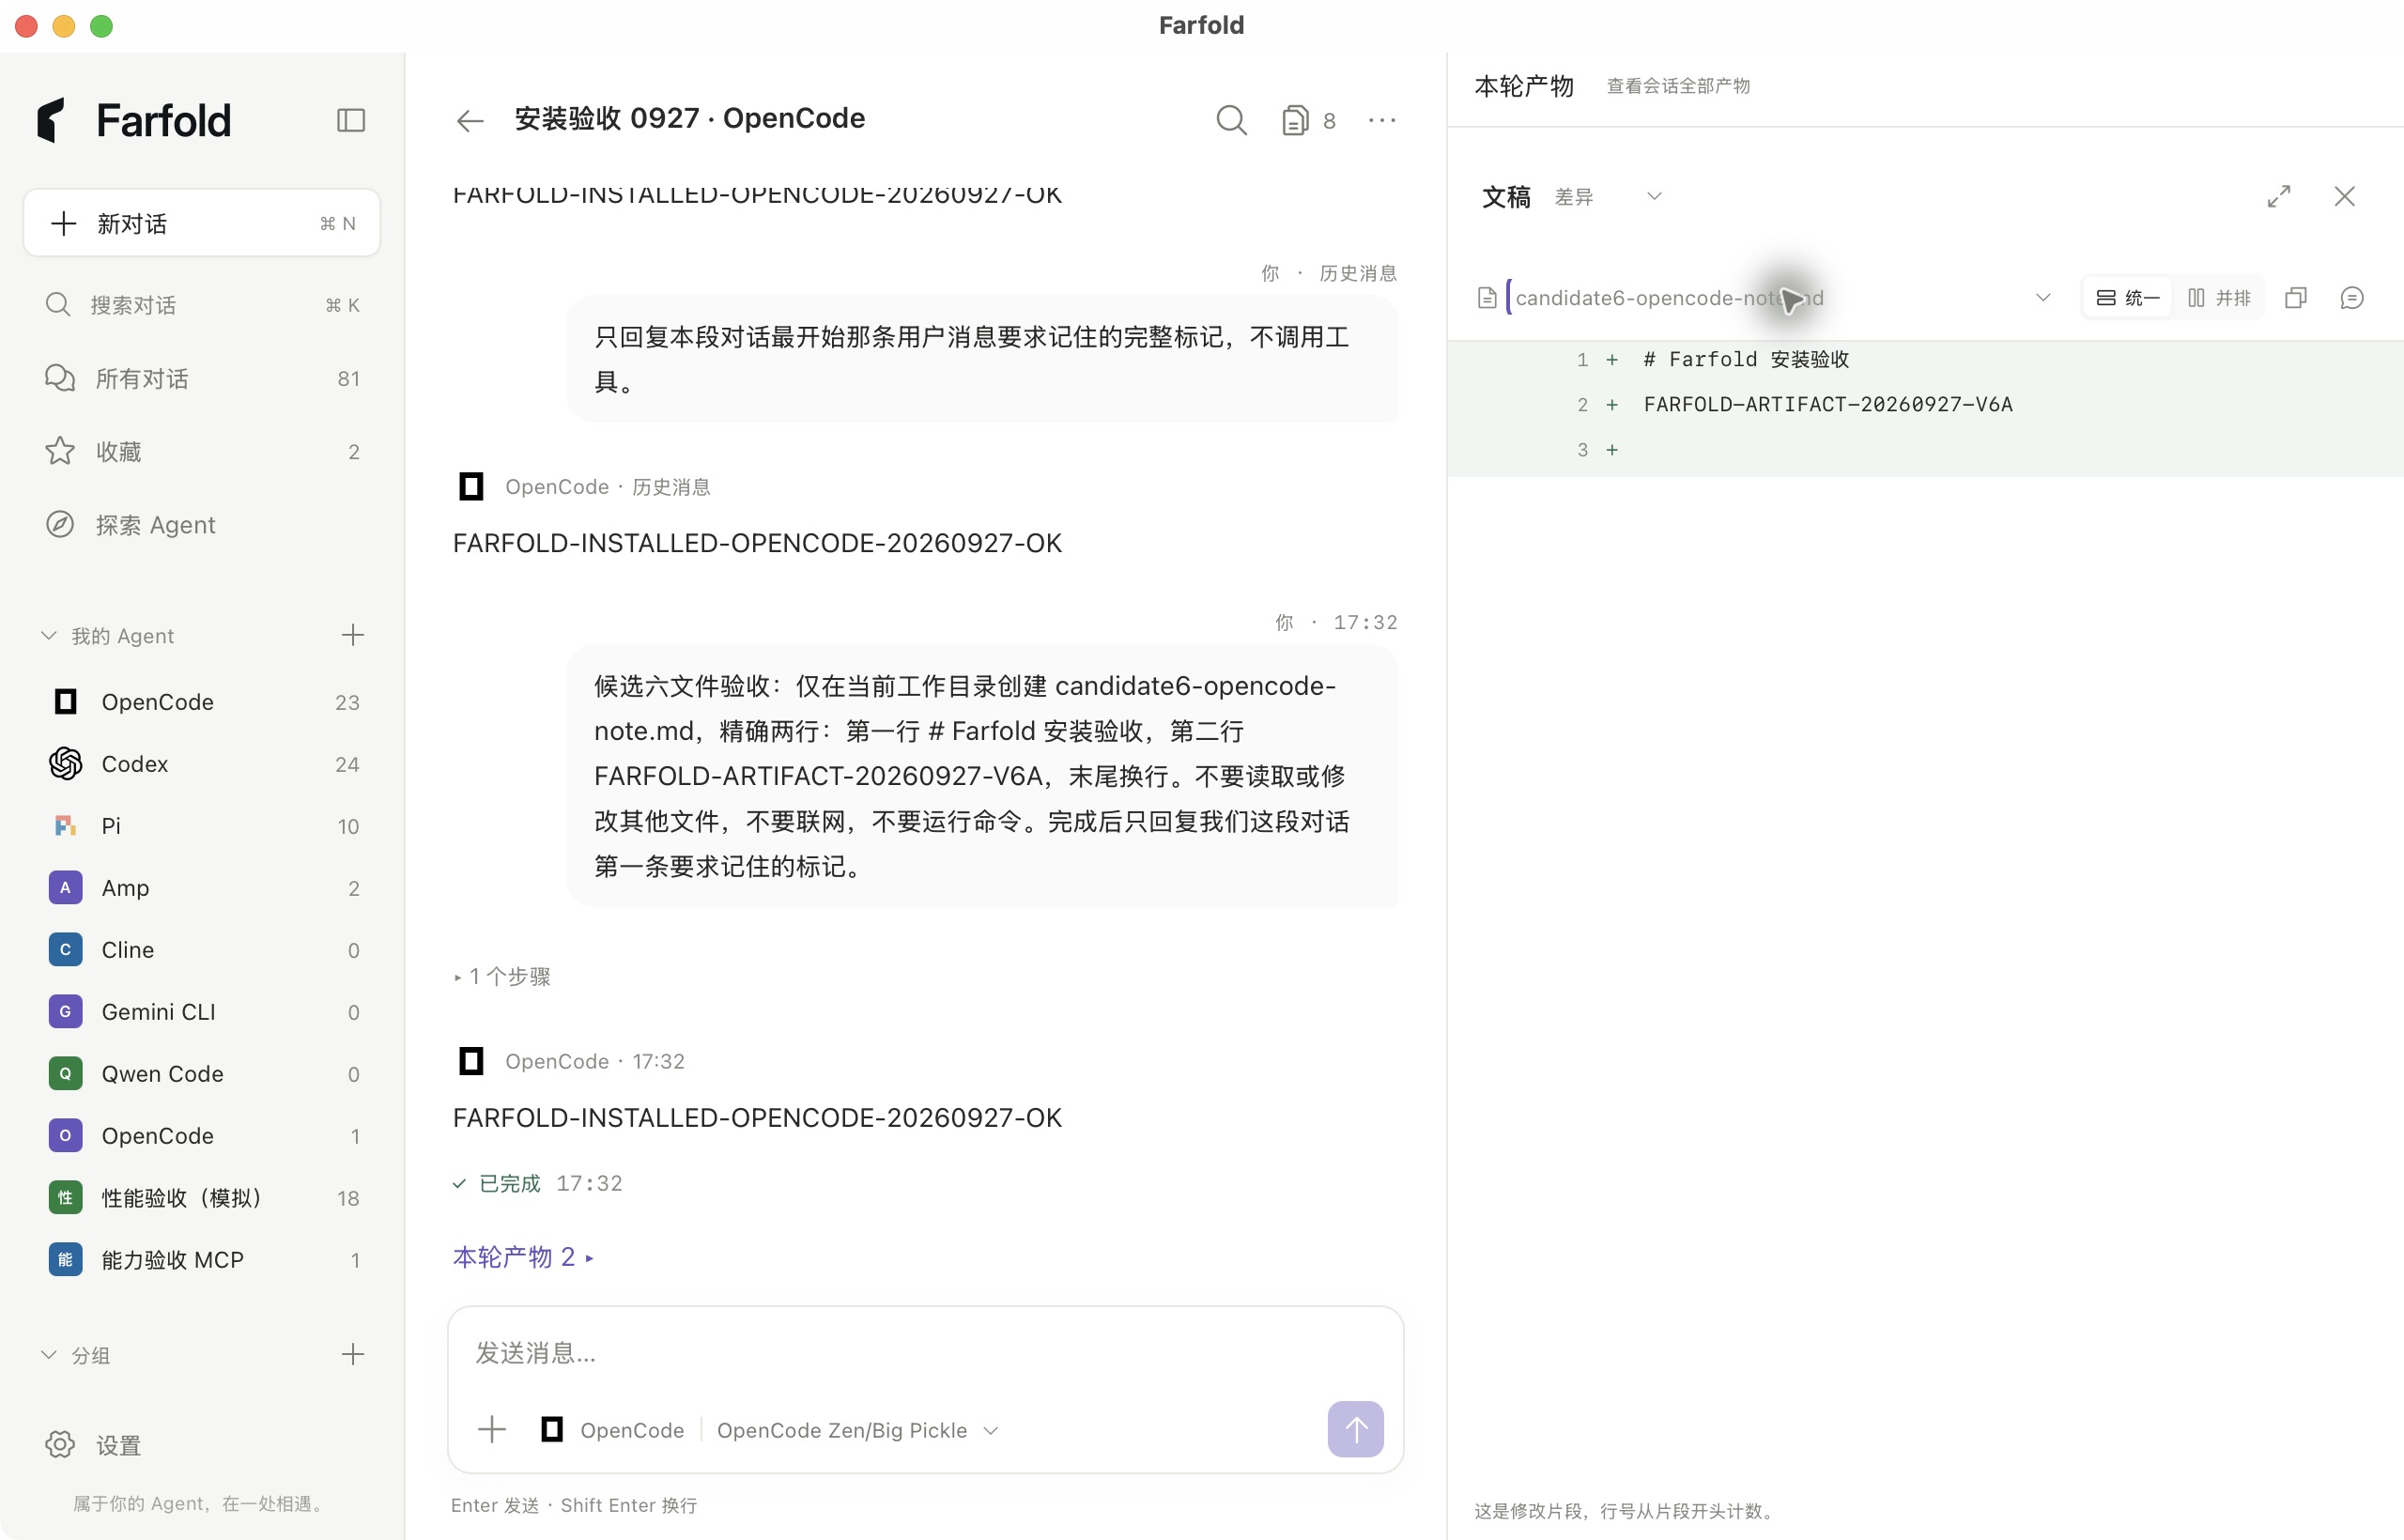 Farfold
Farfold
新对话
⌘ N
搜索对话
⌘ K
所有对话
81
收藏
2
探索 Agent
我的 Agent
OpenCode
23
Codex
24
Pi
10
A
Amp
2
C
Cline
0
G
Gemini CLI
0
Q
Qwen Code
0
O
OpenCode
1
性
性能验收（模拟）
18
能
能力验收 MCP
1
分组
设置
属于你的 Agent，在一处相遇。
安装验收 0927 · OpenCode
8
FARFOLD-INSTALLED-OPENCODE-20260927-OK
你 · 历史消息
只回复本段对话最开始那条用户消息要求记住的完整标记，不调用工
具。
OpenCode · 历史消息
FARFOLD-INSTALLED-OPENCODE-20260927-OK
你 · 17:32
候选六文件验收：仅在当前工作目录创建 candidate6-opencode-
note.md，精确两行：第一行 # Farfold 安装验收，第二行
FARFOLD-ARTIFACT-20260927-V6A，末尾换行。不要读取或修
改其他文件，不要联网，不要运行命令。完成后只回复我们这段对话
第一条要求记住的标记。
1 个步骤
OpenCode · 17:32
FARFOLD-INSTALLED-OPENCODE-20260927-OK
已完成 17:32
本轮产物 2
发送消息...
OpenCode
OpenCode Zen/Big Pickle
Enter 发送 · Shift Enter 换行
本轮产物
查看会话全部产物
文稿
差异
candidate6-opencode-note.md
统一
并排
1 + # Farfold 安装验收
2 + FARFOLD-ARTIFACT-20260927-V6A
3 +
这是修改片段，行号从片段开头计数。